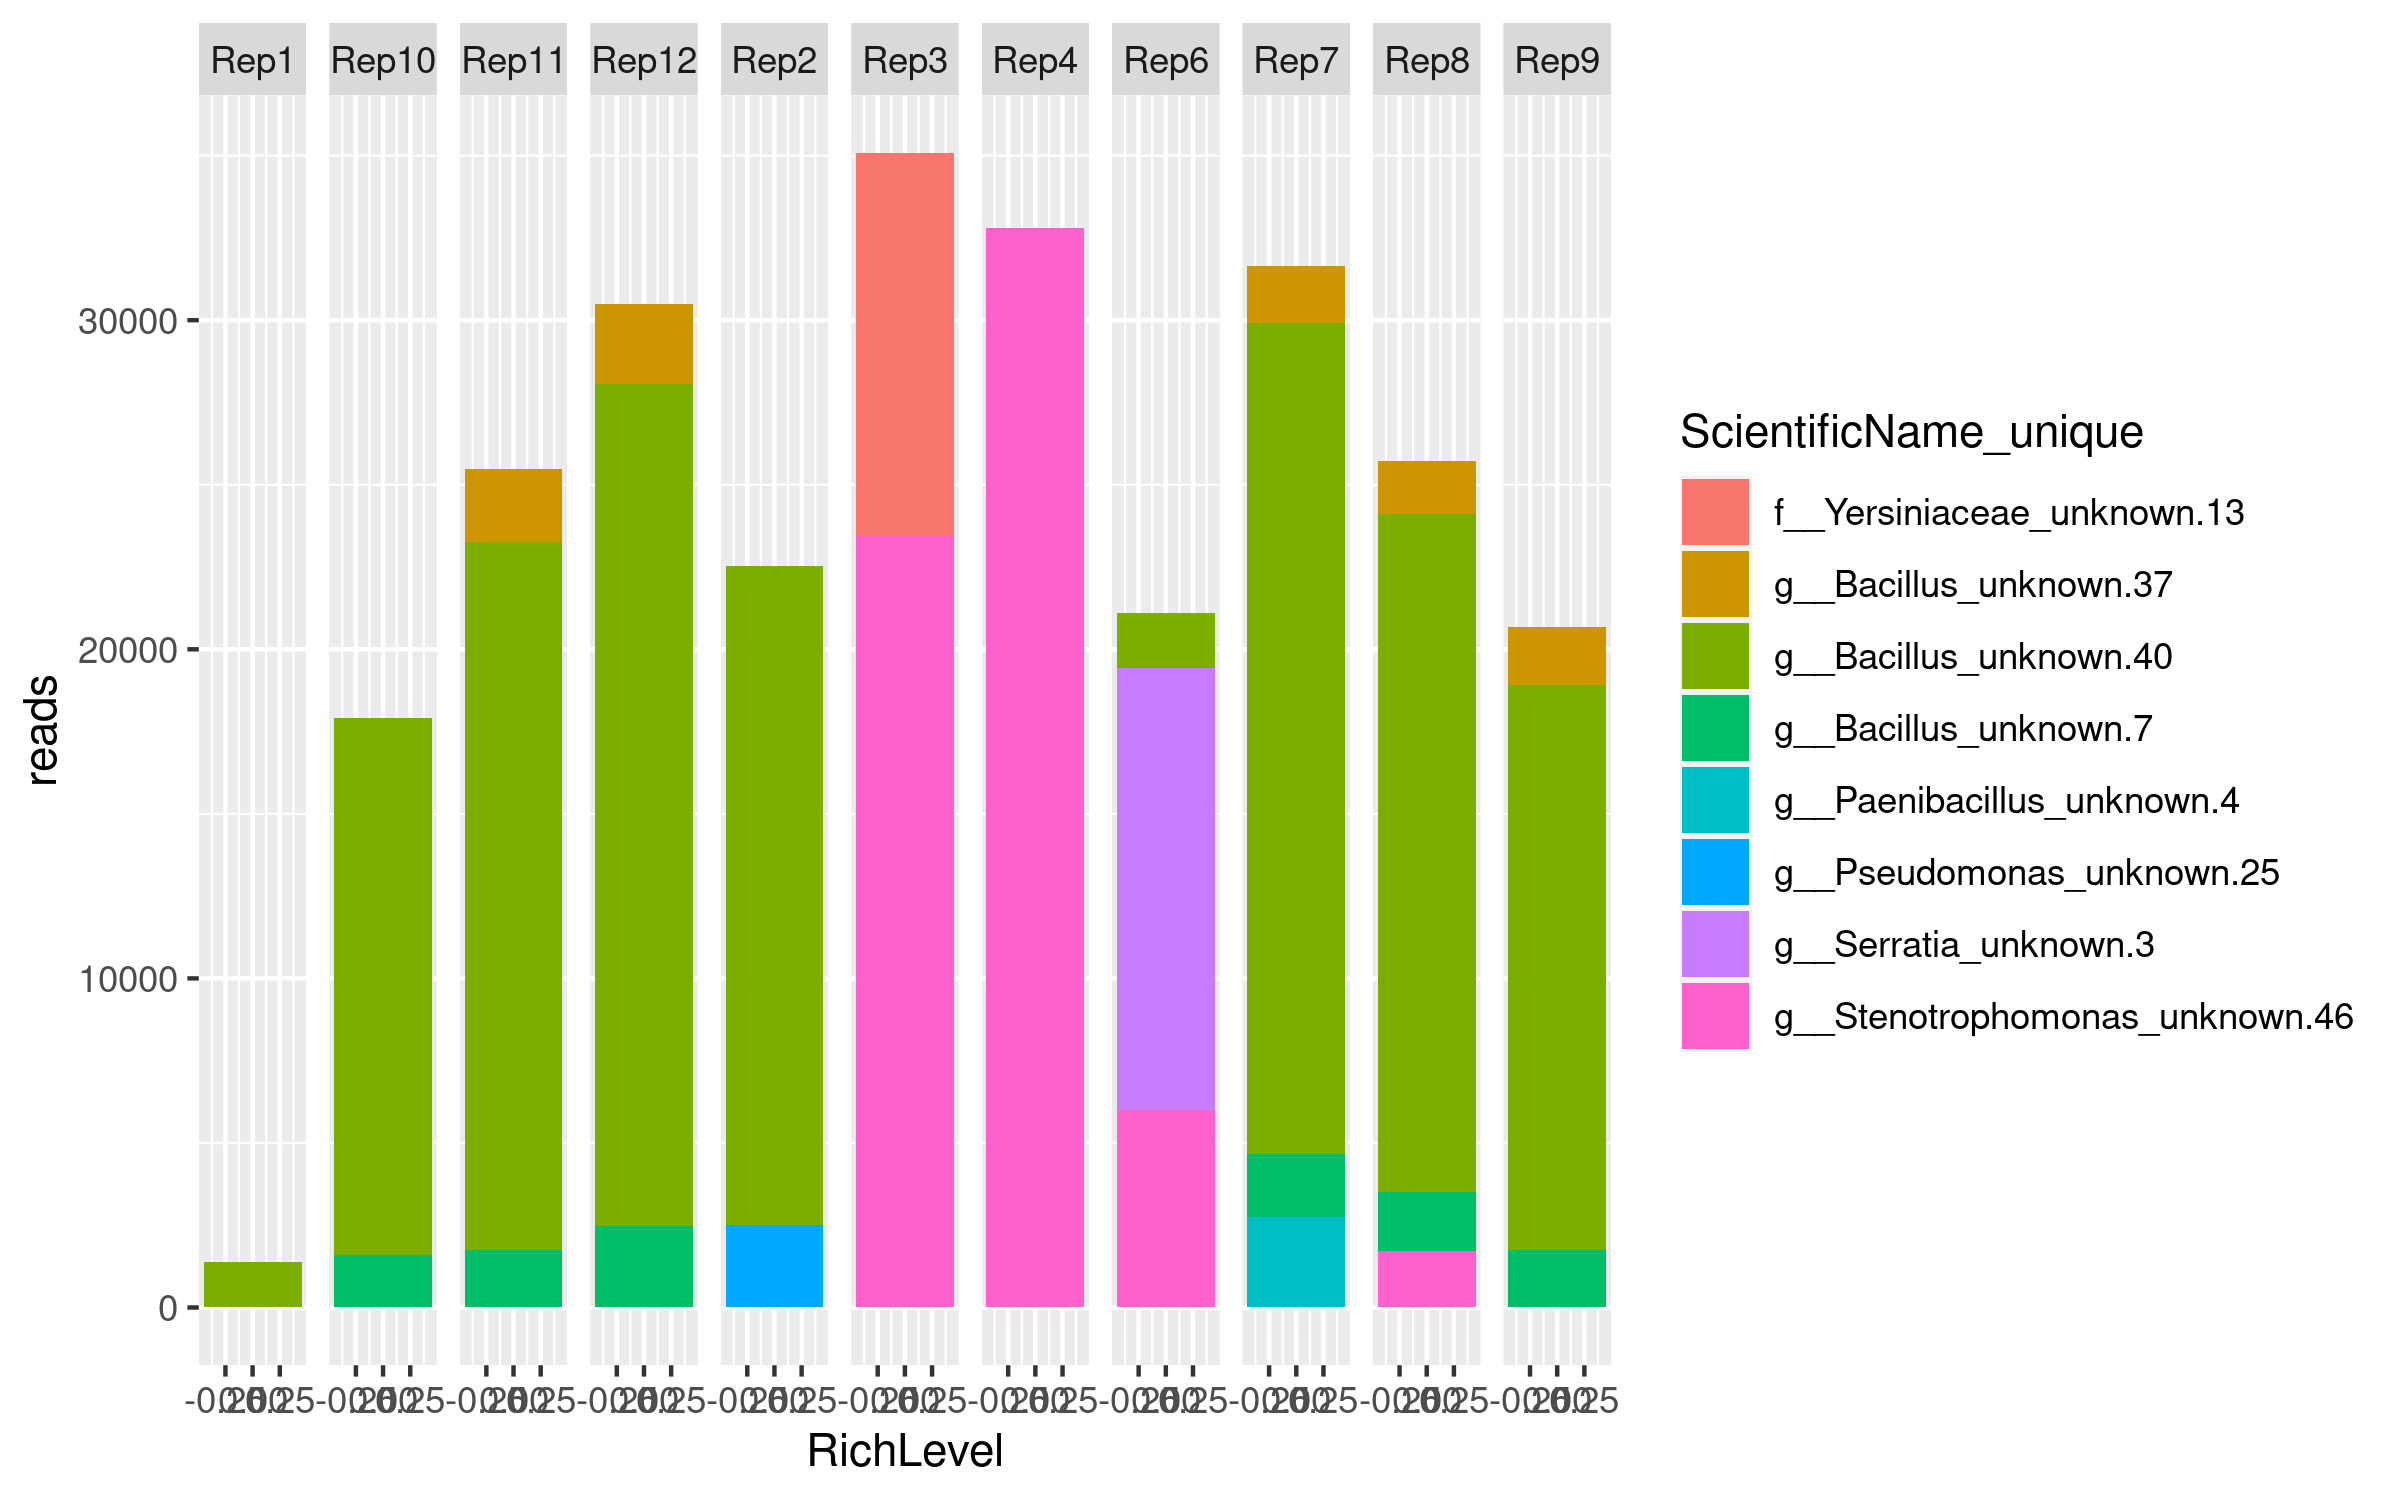 Rep1 Rep10 Rep11 Rep12 Rep2 Rep3 Rep4 Rep6 Rep7 Rep8 Rep9
30000
20000
10000
0
reads
RichLevel
ScientificName_unique
f__Yersiniaceae_unknown.13
g__Bacillus_unknown.37
g__Bacillus_unknown.40
g__Bacillus_unknown.7
g__Paenibacillus_unknown.4
g__Pseudomonas_unknown.25
g__Serratia_unknown.3
g__Stenotrophomonas_unknown.46